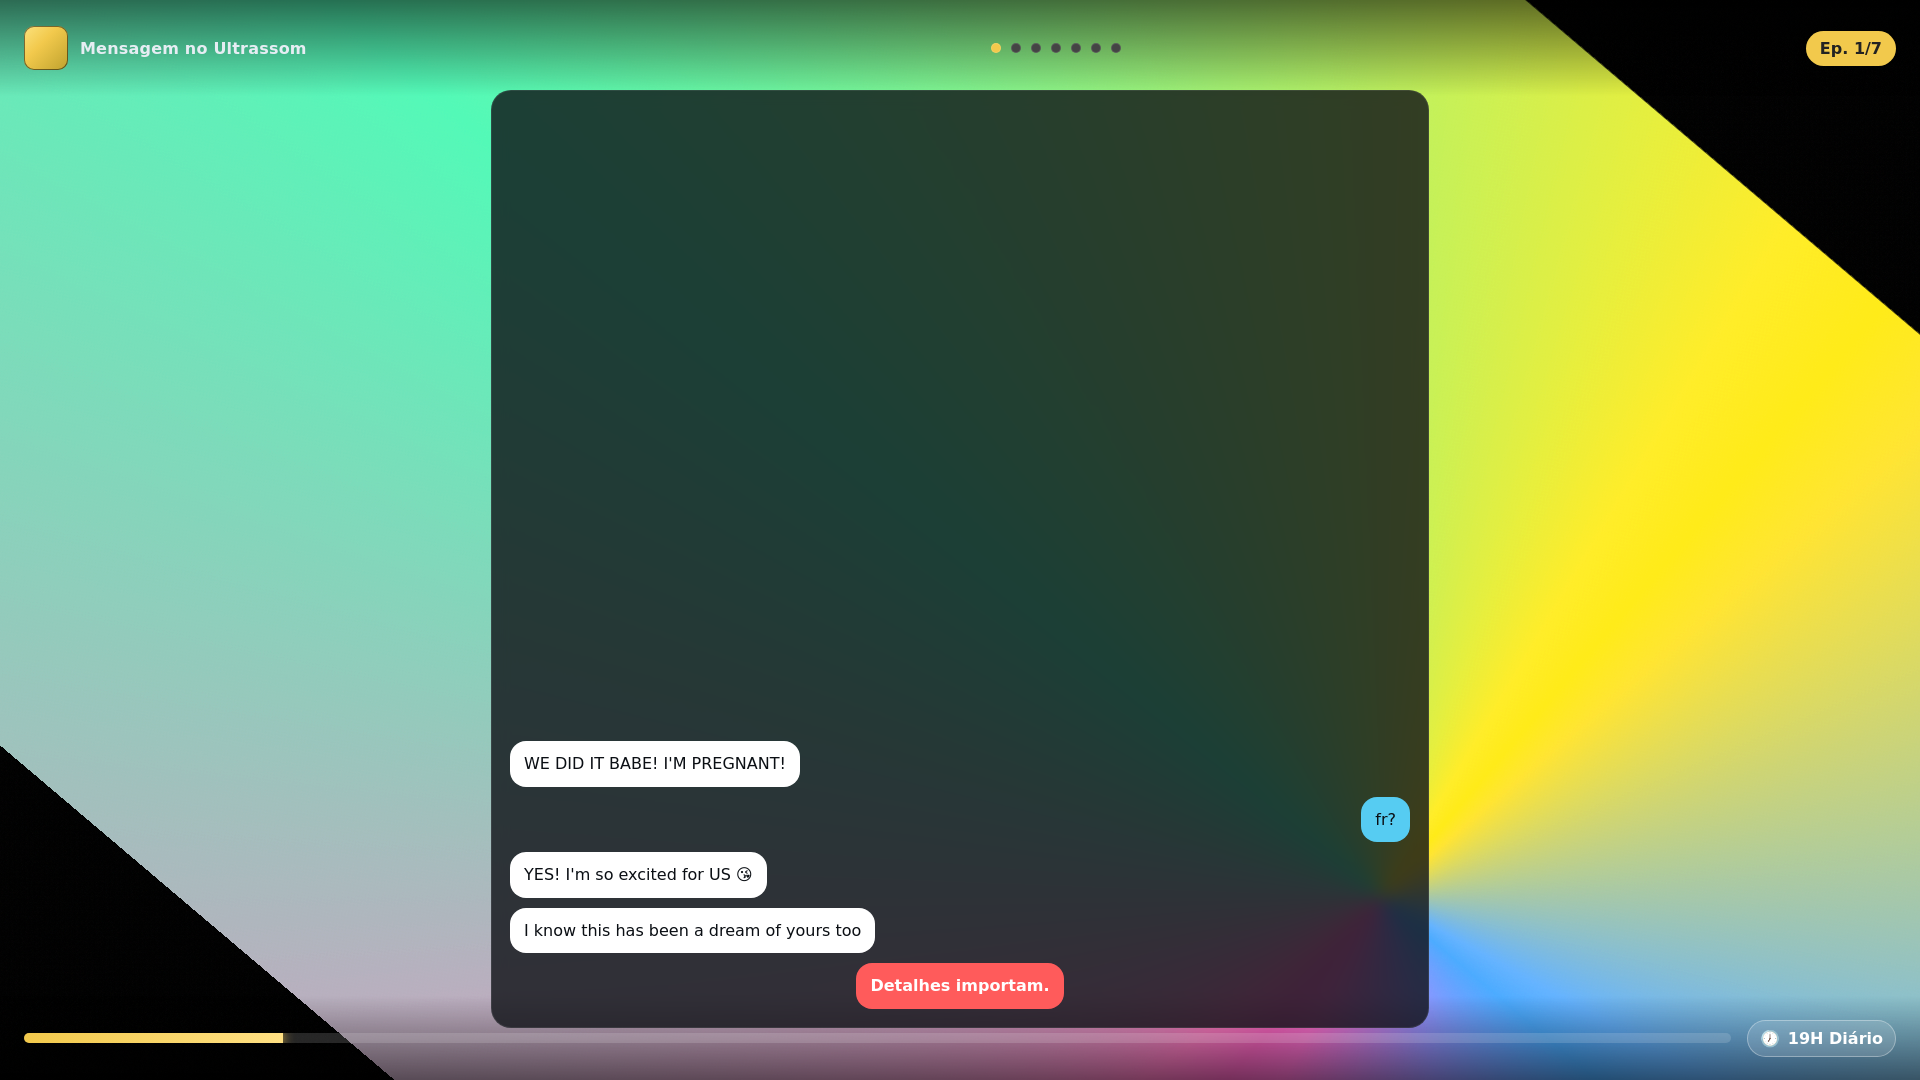 Mensagem no Ultrassom
Ep. 1/7
WE DID IT BABE! I'M PREGNANT!
fr?
YES! I'm so excited for US 😘
I know this has been a dream of yours too
Detalhes importam.
🕖 19H Diário